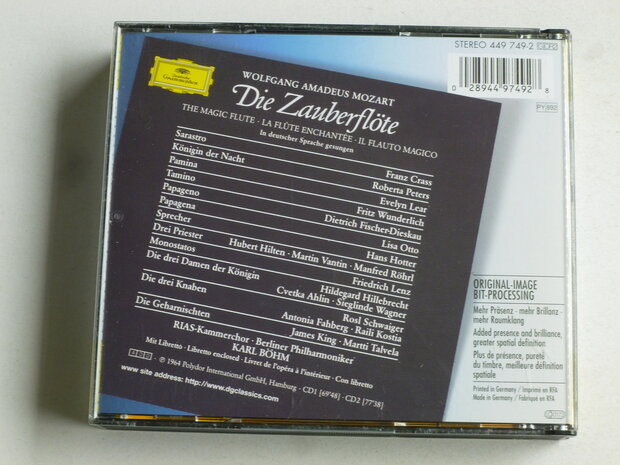 STEREO 449 749-2 GH2
0 28944 97492 8
PY 892
Deutsche
Grammophon
WOLFGANG AMADEUS MOZART
Die Zauberflöte
THE MAGIC FLUTE · LA FLÛTE ENCHANTÉE · IL FLAUTO MAGICO
In deutscher Sprache gesungen
Sarastro Franz Crass
Königin der Nacht Roberta Peters
Pamina Evelyn Lear
Tamino Fritz Wunderlich
Papageno Dietrich Fischer-Dieskau
Papagena Lisa Otto
Sprecher Hans Hotter
Drei Priester Hubert Hilten · Martin Vantin · Manfred Röhrl
Monostatos Friedrich Lenz
Die drei Damen der Königin Hildegard Hillebrecht
Cvetka Ahlin · Sieglinde Wagner
Die drei Knaben Rosl Schwaiger
Antonia Fahberg · Raili Kostia
Die Geharnischten James King · Martti Talvela
RIAS-Kammerchor · Berliner Philharmoniker
KARL BÖHM
Mit Libretto · Libretto enclosed · Livret de l'opéra à l'intérieur · Con libretto
℗ 1964 Polydor International GmbH, Hamburg · CD1 [69'48] · CD2 [77'38]
www site address: http://www.dgclassics.com
ORIGINAL-IMAGE
BIT-PROCESSING
Mehr Präsenz - mehr Brillanz -
mehr Raumklang
Added presence and brilliance,
greater spatial definition
Plus de présence, pureté
du timbre, meilleure définition
spatiale
Printed in Germany / Imprimé en RFA
Made in Germany / Fabriqué en RFA